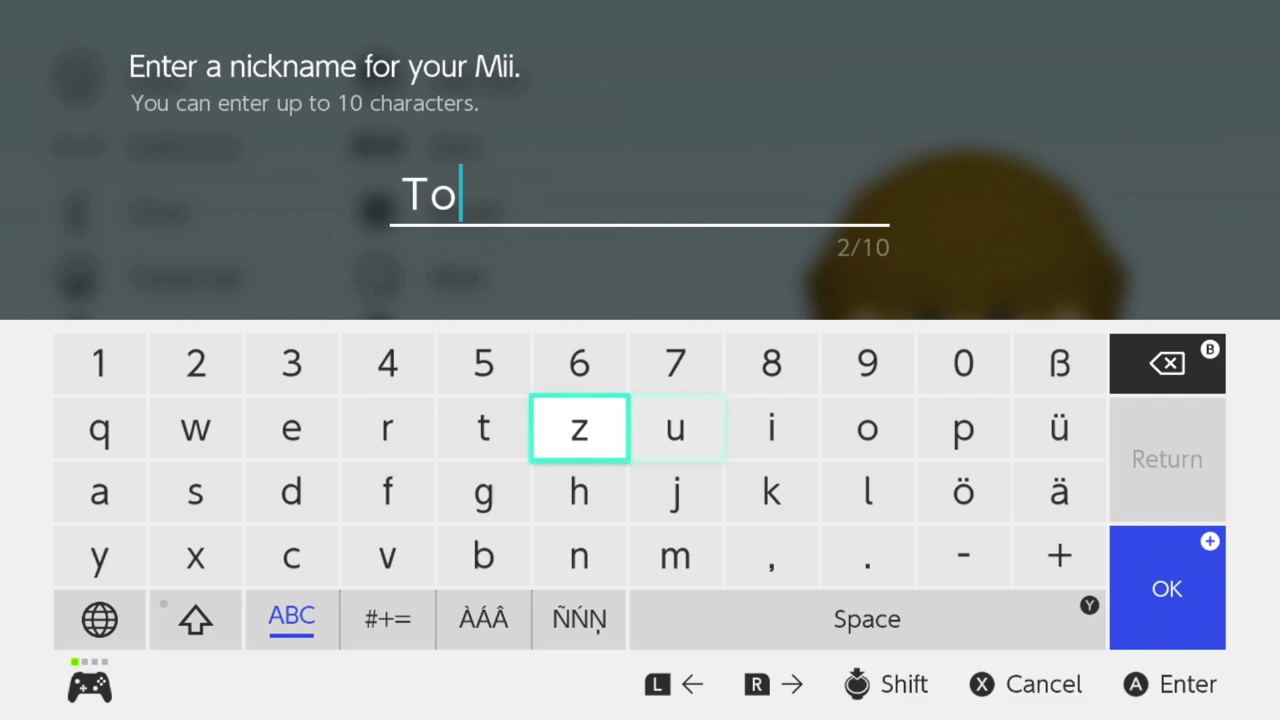 Enter a nickname for your Mii.
You can enter up to 10 characters.
To
2/10
1 2 3 4 5 6 7 8 9 0 ß B
q w e r t z u i o p ü
Return
a s d f g h j k l ö ä
y x c v b n m , . - +
OK
ABC #+= ÀÁÂ ÑŃŅ Space Y
L ← R → Shift X Cancel A Enter